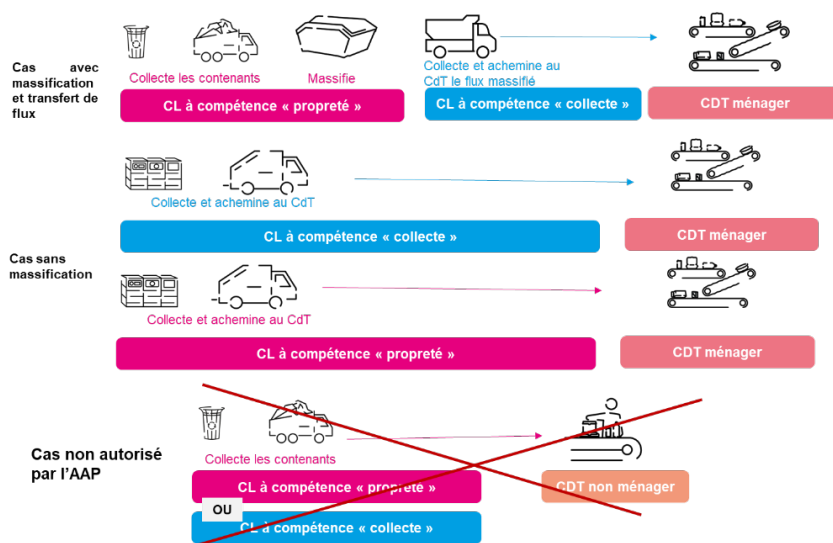 Cas avec
massification
et transfert de
flux
Collecte les contenants
Massifie
Collecte et achemine au
CdT le flux massifié
CL à compétence « propreté »
CL à compétence « collecte »
CDT ménager
Cas sans
massification
Collecte et achemine au CdT
CL à compétence « collecte »
CDT ménager
Collecte et achemine au CdT
CL à compétence « propreté »
CDT ménager
Cas non autorisé
par l'AAP
Collecte les contenants
CL à compétence « propreté »
OU
CL à compétence « collecte »
CDT non ménager